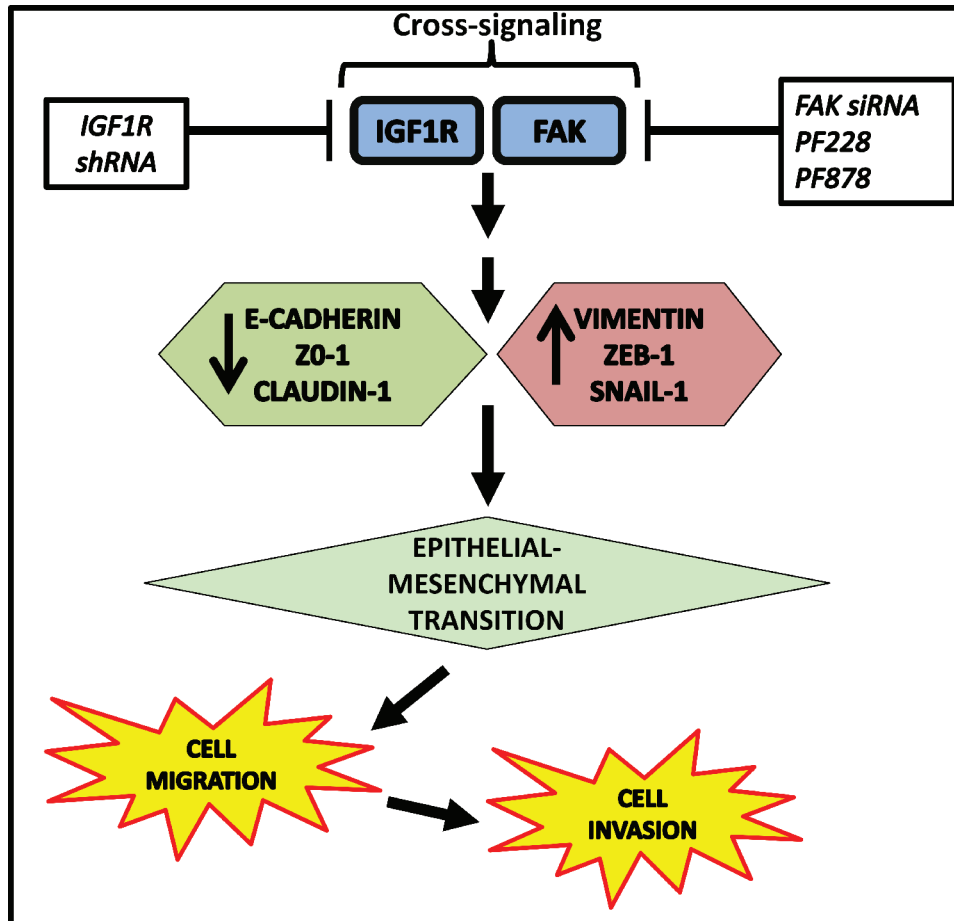 Cross-signaling
IGF1R
shRNA
IGF1R
FAK
FAK siRNA
PF228
PF878
E-CADHERIN
Z0-1
CLAUDIN-1
VIMENTIN
ZEB-1
SNAIL-1
EPITHELIAL-
MESENCHYMAL
TRANSITION
CELL
MIGRATION
CELL
INVASION